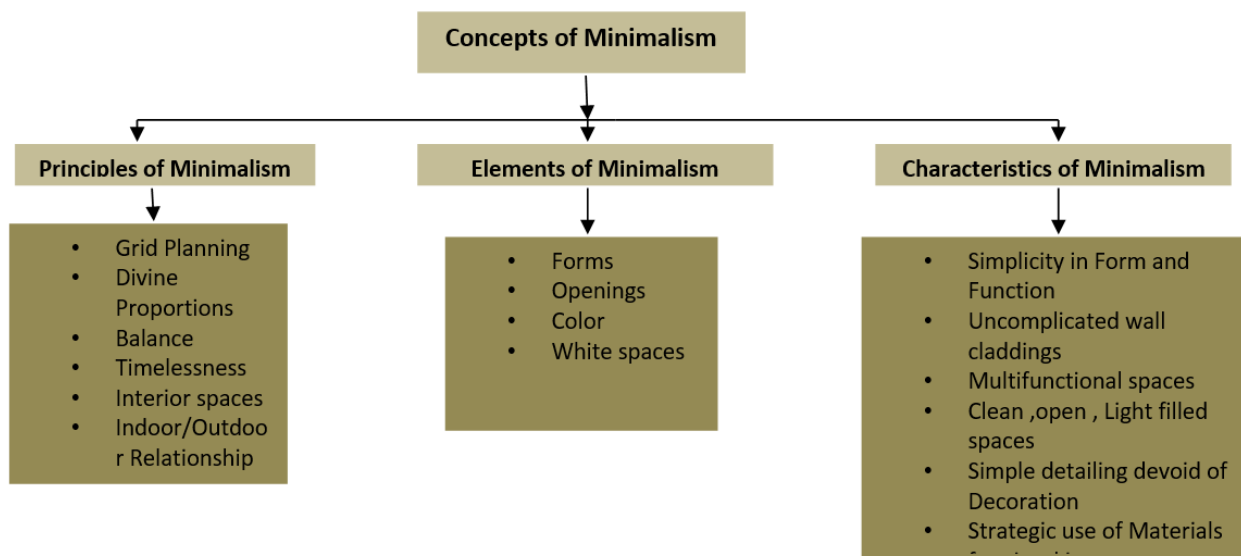 Concepts of Minimalism
Principles of Minimalism
• Grid Planning
• Divine
Proportions
• Balance
• Timelessness
• Interior spaces
• Indoor/Outdoo
r Relationship
Elements of Minimalism
• Forms
• Openings
• Color
• White spaces
Characteristics of Minimalism
• Simplicity in Form and
Function
• Uncomplicated wall
claddings
• Multifunctional spaces
• Clean ,open , Light filled
spaces
• Simple detailing devoid of
Decoration
• Strategic use of Materials